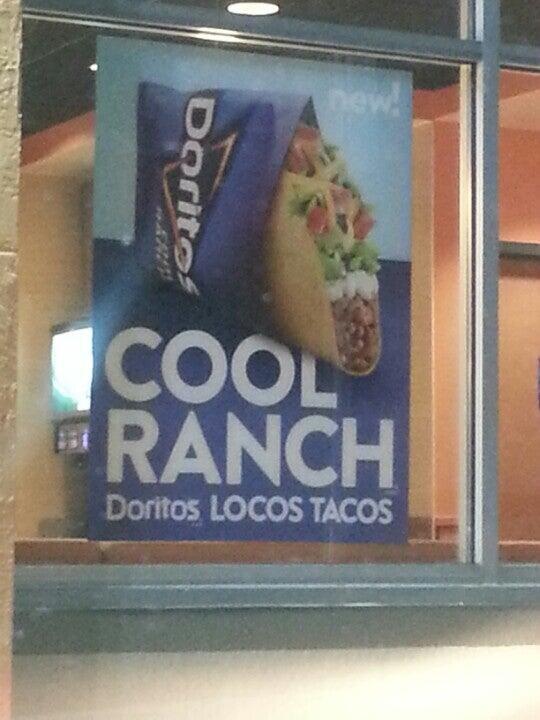 new!
Doritos
COOL
RANCH
Doritos LOCOS TACOS